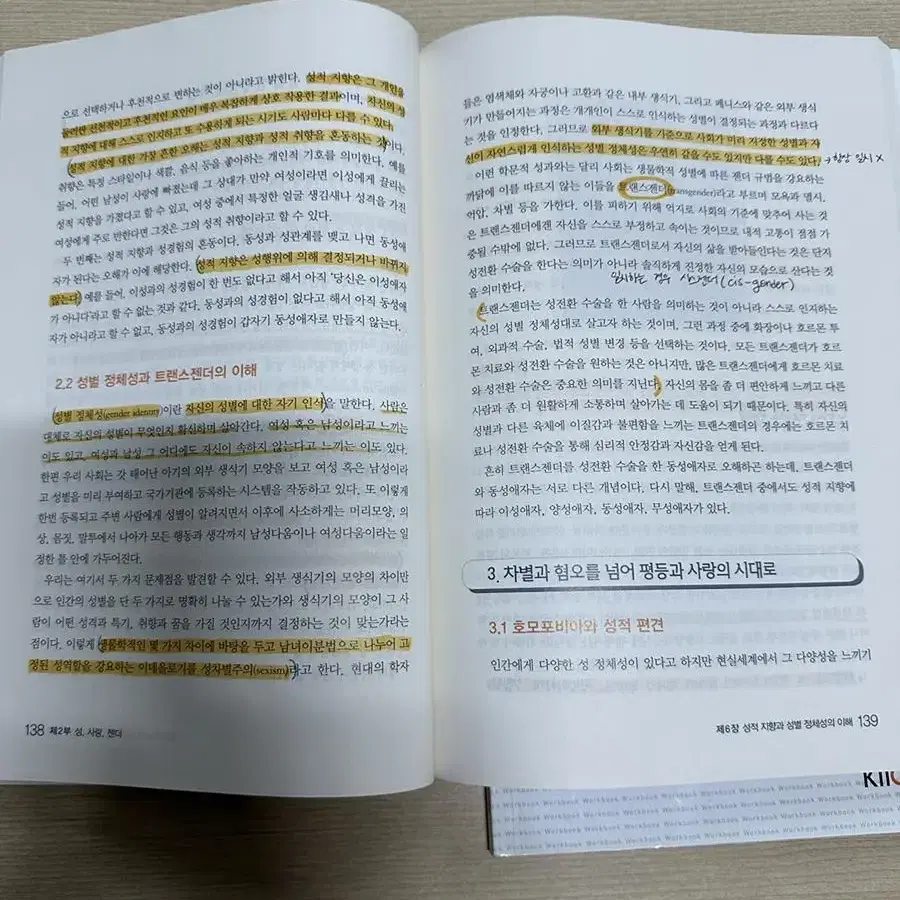 으로 선택하거나 후천적으로 변하는 것이 아니라고 밝힌다. 성적 지향은 그 개인을
둘러싼 선천적이고 후천적인 요인이 매우 복잡하게 상호 작용한 결과이며, 자신의 성
적 지향에 대해 스스로 인지하고 또 수용하게 되는 시기도 사람마다 다를 수 있다.
(성적 지향에 대한 가장 흔한 오해는 성적 지향과 성적 취향을 혼동하는 것이다.
취향은 특정 스타일이나 색깔, 음식 등을 좋아하는 개인적 기호를 의미한다. 예를
들어, 어떤 남성이 사랑에 빠졌는데 그 상대가 만약 여성이라면 이성에게 끌리는
성적 지향을 가졌다고 할 수 있고, 여성 중에서 특정한 얼굴 생김새나 성격을 가진
여성에게 주로 반한다면 그것은 그의 성적 취향이라고 할 수 있다.
두 번째는 성적 지향과 성경험의 혼동이다. 동성과 성관계를 맺고 나면 동성애
자가 된다는 오해가 이에 해당한다. (성적 지향은 성행위에 의해 결정되거나 바뀌지
않는다.) 예를 들어, 이성과의 성경험이 한 번도 없다고 해서 아직 '당신은 이성애자
가 아니다'라고 할 수 없는 것과 같다. 동성과의 성경험이 없다고 해서 아직 동성애
자가 아니라고 할 수 없고, 동성과의 성경험이 갑자기 동성애자로 만들지 않는다.
2.2 성별 정체성과 트랜스젠더의 이해
(성별 정체성(gender identity)이란 자신의 성별에 대한 자기 인식)을 말한다. 사람은
대체로 자신의 성별이 무엇인지 확신하며 살아간다. 여성 혹은 남성이라고 느끼는
이도 있고, 여성과 남성 그 어디에도 자신이 속하지 않는다고 느끼는 이도 있다.
한편 우리 사회는 갓 태어난 아기의 외부 생식기 모양을 보고 여성 혹은 남성이라
고 성별을 미리 부여하고 국가기관에 등록하는 시스템을 작동하고 있다. 또 이렇게
한번 등록되고 주변 사람에게 성별이 알려지면서 이후에 사소하게는 머리모양, 의
상, 몸짓, 말투에서 나아가 모든 행동과 생각까지 남성다움이나 여성다움이라는 일
정한 틀 안에 가두어진다.
우리는 여기서 두 가지 문제점을 발견할 수 있다. 외부 생식기의 모양의 차이만
으로 인간의 성별을 단 두 가지로 명확히 나눌 수 있는가와 생식기의 모양이 그 사
람이 어떤 성격과 특기, 취향과 꿈을 가질 것인지까지 결정하는 것이 맞는가라는
점이다. 이렇게 (생물학적인 몇 가지 차이에 바탕을 두고 남녀이분법으로 나누어 고
정된 성역할을 강요하는 이데올로기를 성차별주의(sexism))라고 한다. 현대의 학자
138 제2부 성, 사랑, 젠더
들은 염색체와 자궁이나 고환과 같은 내부 생식기, 그리고 페니스와 같은 외부 생식
기가 만들어지는 과정은 개개인이 스스로 인식하는 성별이 결정되는 과정과 다르다
는 것을 인정한다. 그러므로 외부 생식기를 기준으로 사회가 미리 지정한 성별과 자
신이 자연스럽게 인식하는 성별 정체성은 우연히 같을 수도 있지만 다를 수도 있다. →항상 일시 X
이런 학문적 성과와는 달리 사회는 생물학적 성별에 따른 젠더 규범을 강요하는
까닭에 이를 따르지 않는 이들을 트랜스젠더(transgender)라고 부르며 모욕과 멸시,
억압, 차별 등을 가한다. 이를 피하기 위해 억지로 사회의 기준에 맞추어 사는 것
은 트랜스젠더에겐 자신을 스스로 부정하고 속이는 것이므로 내적 고통이 점점 가
중될 수밖에 없다. 그러므로 트랜스젠더로서 자신의 삶을 받아들인다는 것은 단지
성전환 수술을 한다는 의미가 아니라 솔직하게 진정한 자신의 모습으로 산다는 것
을 의미한다. 일치하는 경우 시스젠더(cis-gender)
(트랜스젠더는 성전환 수술을 한 사람을 의미하는 것이 아니라 스스로 인지하는
자신의 성별 정체성대로 살고자 하는 것이며, 그런 과정 중에 화장이나 호르몬 투
여, 외과적 수술, 법적 성별 변경 등을 선택하는 것이다. 모든 트랜스젠더가 호르
몬 치료와 성전환 수술을 원하는 것은 아니지만, 많은 트랜스젠더에게 호르몬 치료
와 성전환 수술은 중요한 의미를 지닌다.) 자신의 몸을 좀 더 편안하게 느끼고 다른
사람과 좀 더 원활하게 소통하며 살아가는 데 도움이 되기 때문이다. 특히 자신의
성별과 다른 육체에 이질감과 불편함을 느끼는 트랜스젠더의 경우에는 호르몬 치
료나 성전환 수술을 통해 심리적 안정감과 자신감을 얻게 된다.
흔히 트랜스젠더를 성전환 수술을 한 동성애자로 오해하곤 하는데, 트랜스젠더
와 동성애자는 서로 다른 개념이다. 다시 말해, 트랜스젠더 중에서도 성적 지향에
따라 이성애자, 양성애자, 동성애자, 무성애자가 있다.
3. 차별과 혐오를 넘어 평등과 사랑의 시대로
3.1 호모포비아와 성적 편견
인간에게 다양한 성 정체성이 있다고 하지만 현실세계에서 그 다양성을 느끼기
제6장 성적 지향과 성별 정체성의 이해 139
Workbook Workbook Workbook Workbook Workbook Workbook Workbook